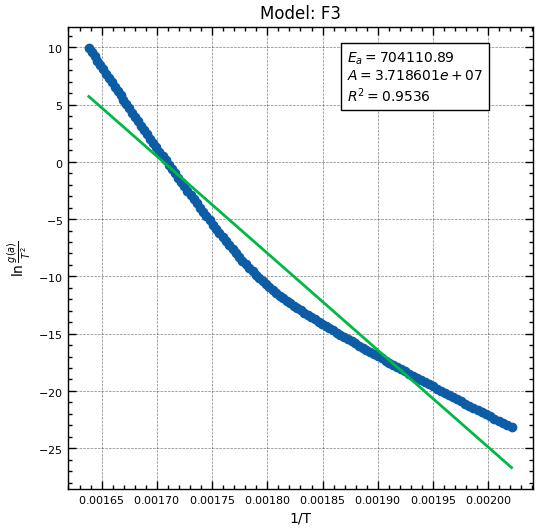 Model: F3
E_a = 704110.89
A = 3.718601e + 07
R^2 = 0.9536
10
5
0
−5
−10
−15
−20
−25
ln g(a)/T^2
0.00165 0.00170 0.00175 0.00180 0.00185 0.00190 0.00195 0.00200
1/T